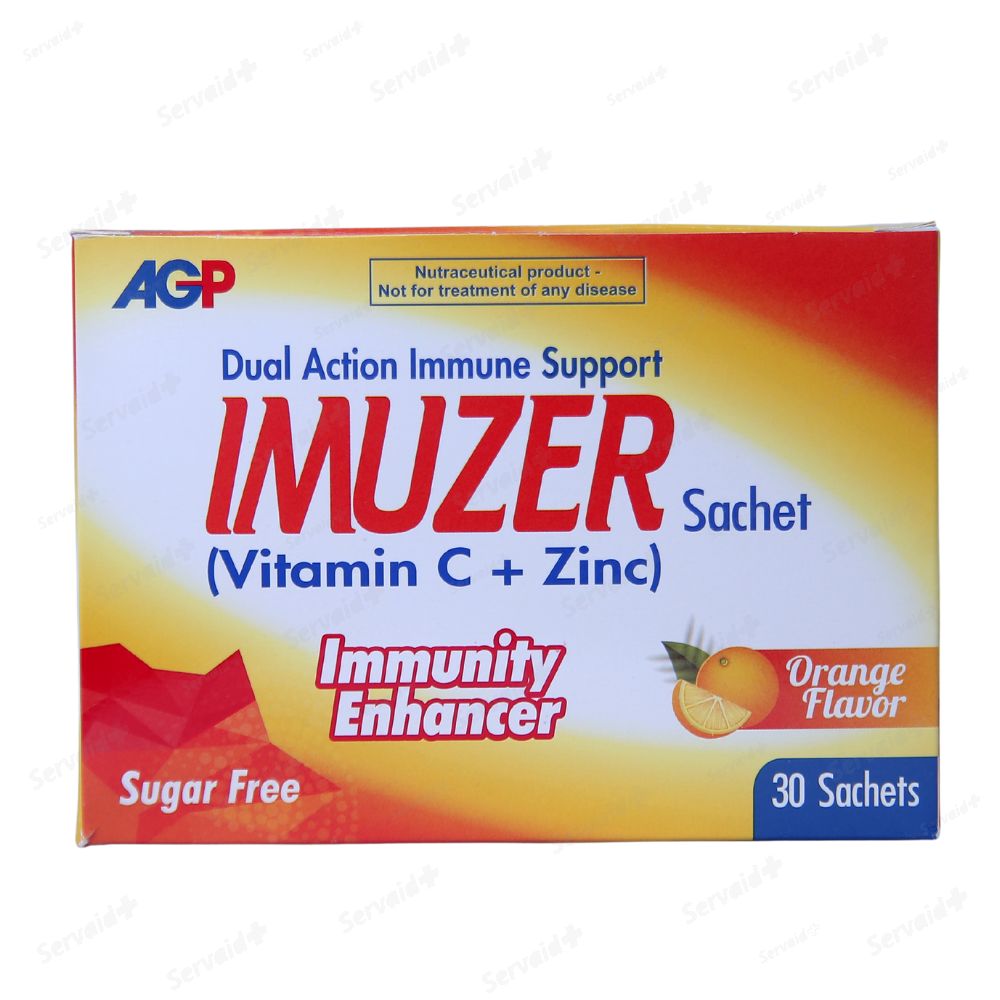 AGP
Nutraceutical product -
Not for treatment of any disease
Dual Action Immune Support
IMUZER Sachet
(Vitamin C + Zinc)
Immunity
Enhancer
Orange
Flavor
Sugar Free
30 Sachets
Servaid+